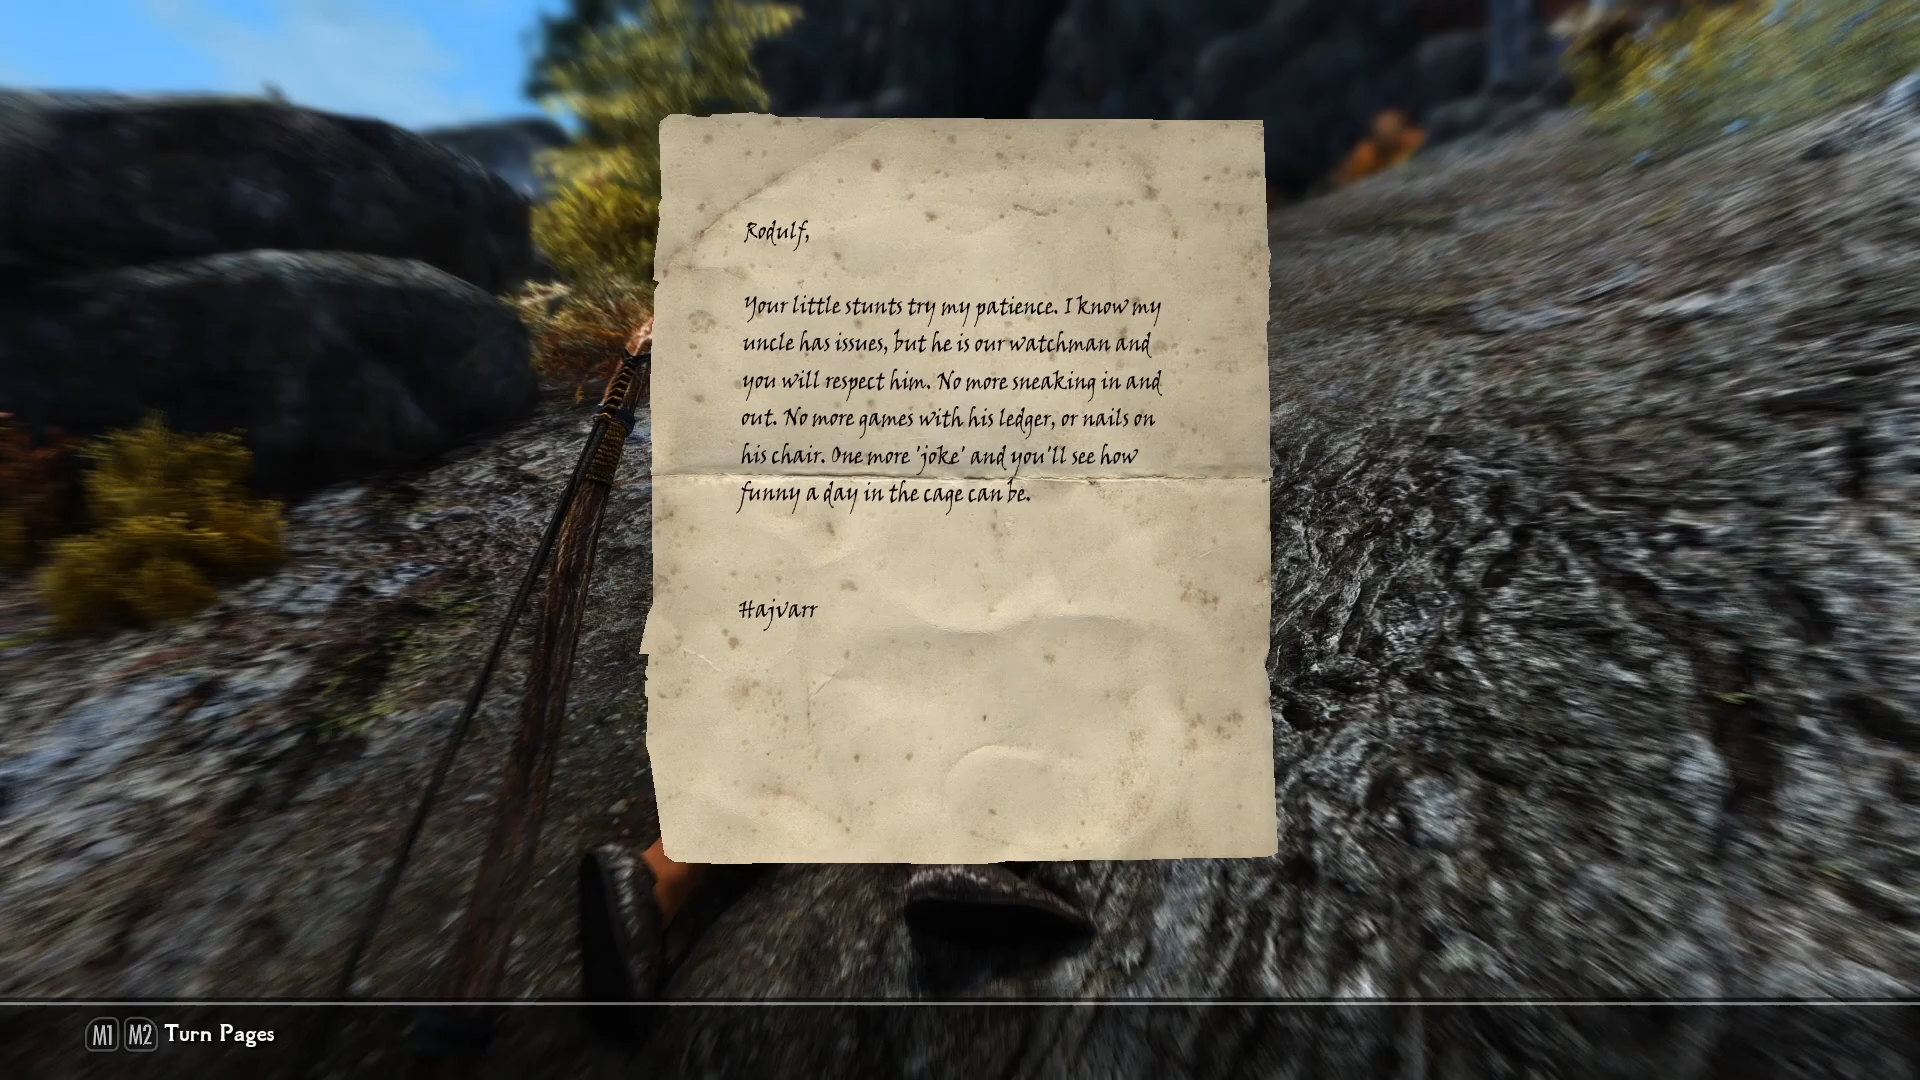 Rodulf,
Your little stunts try my patience. I know my
uncle has issues, but he is our watchman and
you will respect him. No more sneaking in and
out. No more games with his ledger, or nails on
his chair. One more 'joke' and you'll see how
funny a day in the cage can be.
Hajvarr
M1 M2 Turn Pages